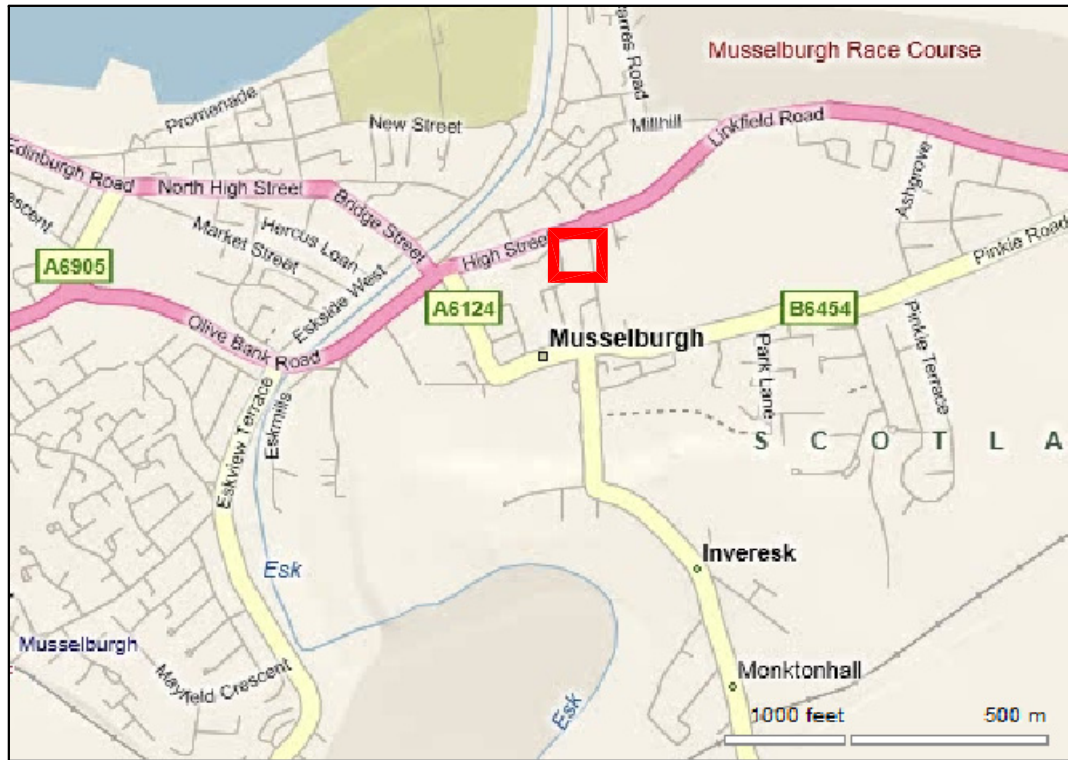 Musselburgh Race Course
Promenade
New Street
Millhill
Linkfield Road
Edinburgh Road
North High Street
Bridge Street
Ashgrove
Market Street
Hercus Loan
High Street
Pinkie Road
A6905
Eskside West
A6124
B6454
Olive Bank Road
Musselburgh
Park Lane
Pinkie Terrace
Eskview Terrace
Eskmills
S C O T L A
Esk
Inveresk
Musselburgh
Mayfield Crescent
Monktonhall
Esk
1000 feet
500 m